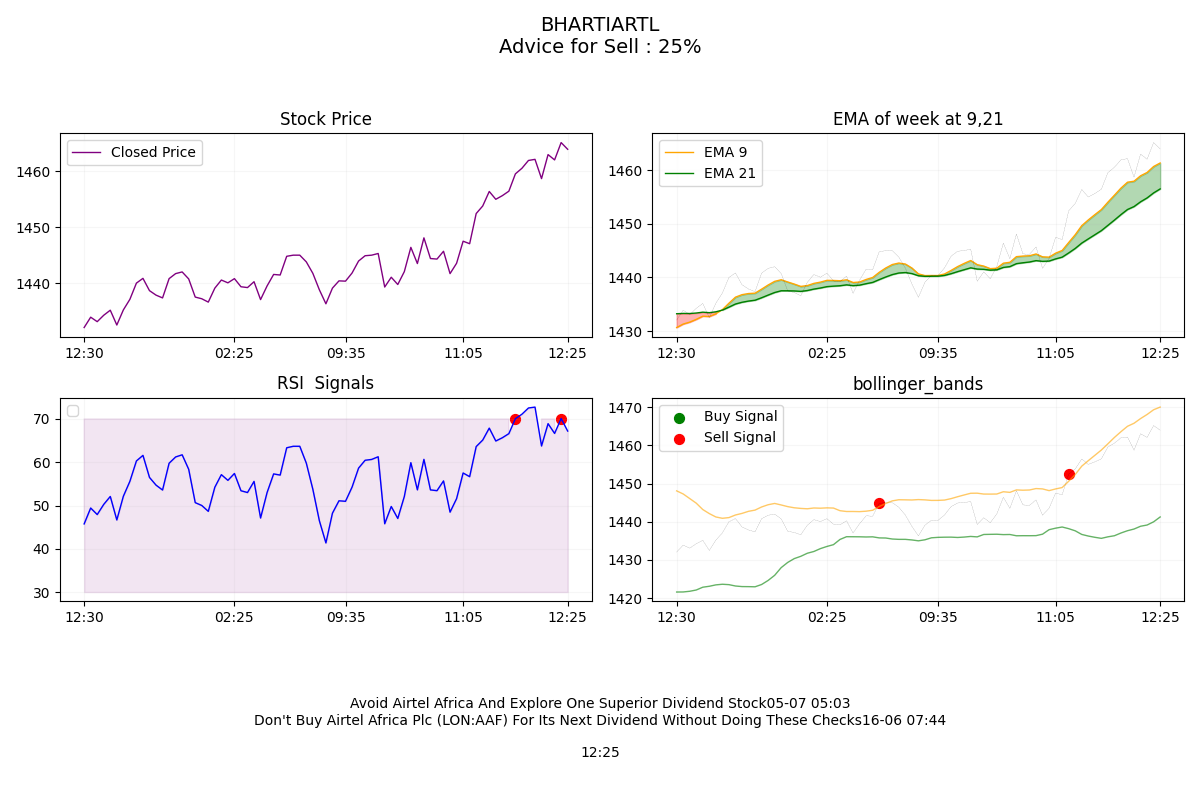 BHARTIARTL
Advice for Sell : 25%
Stock Price
Closed Price
1460
1450
1440
12:30 02:25 09:35 11:05 12:25
EMA of week at 9,21
EMA 9
EMA 21
1460
1450
1440
1430
12:30 02:25 09:35 11:05 12:25
RSI  Signals
70
60
50
40
30
12:30 02:25 09:35 11:05 12:25
bollinger_bands
Buy Signal
Sell Signal
1470
1460
1450
1440
1430
1420
12:30 02:25 09:35 11:05 12:25
Avoid Airtel Africa And Explore One Superior Dividend Stock05-07 05:03
Don't Buy Airtel Africa Plc (LON:AAF) For Its Next Dividend Without Doing These Checks16-06 07:44
12:25